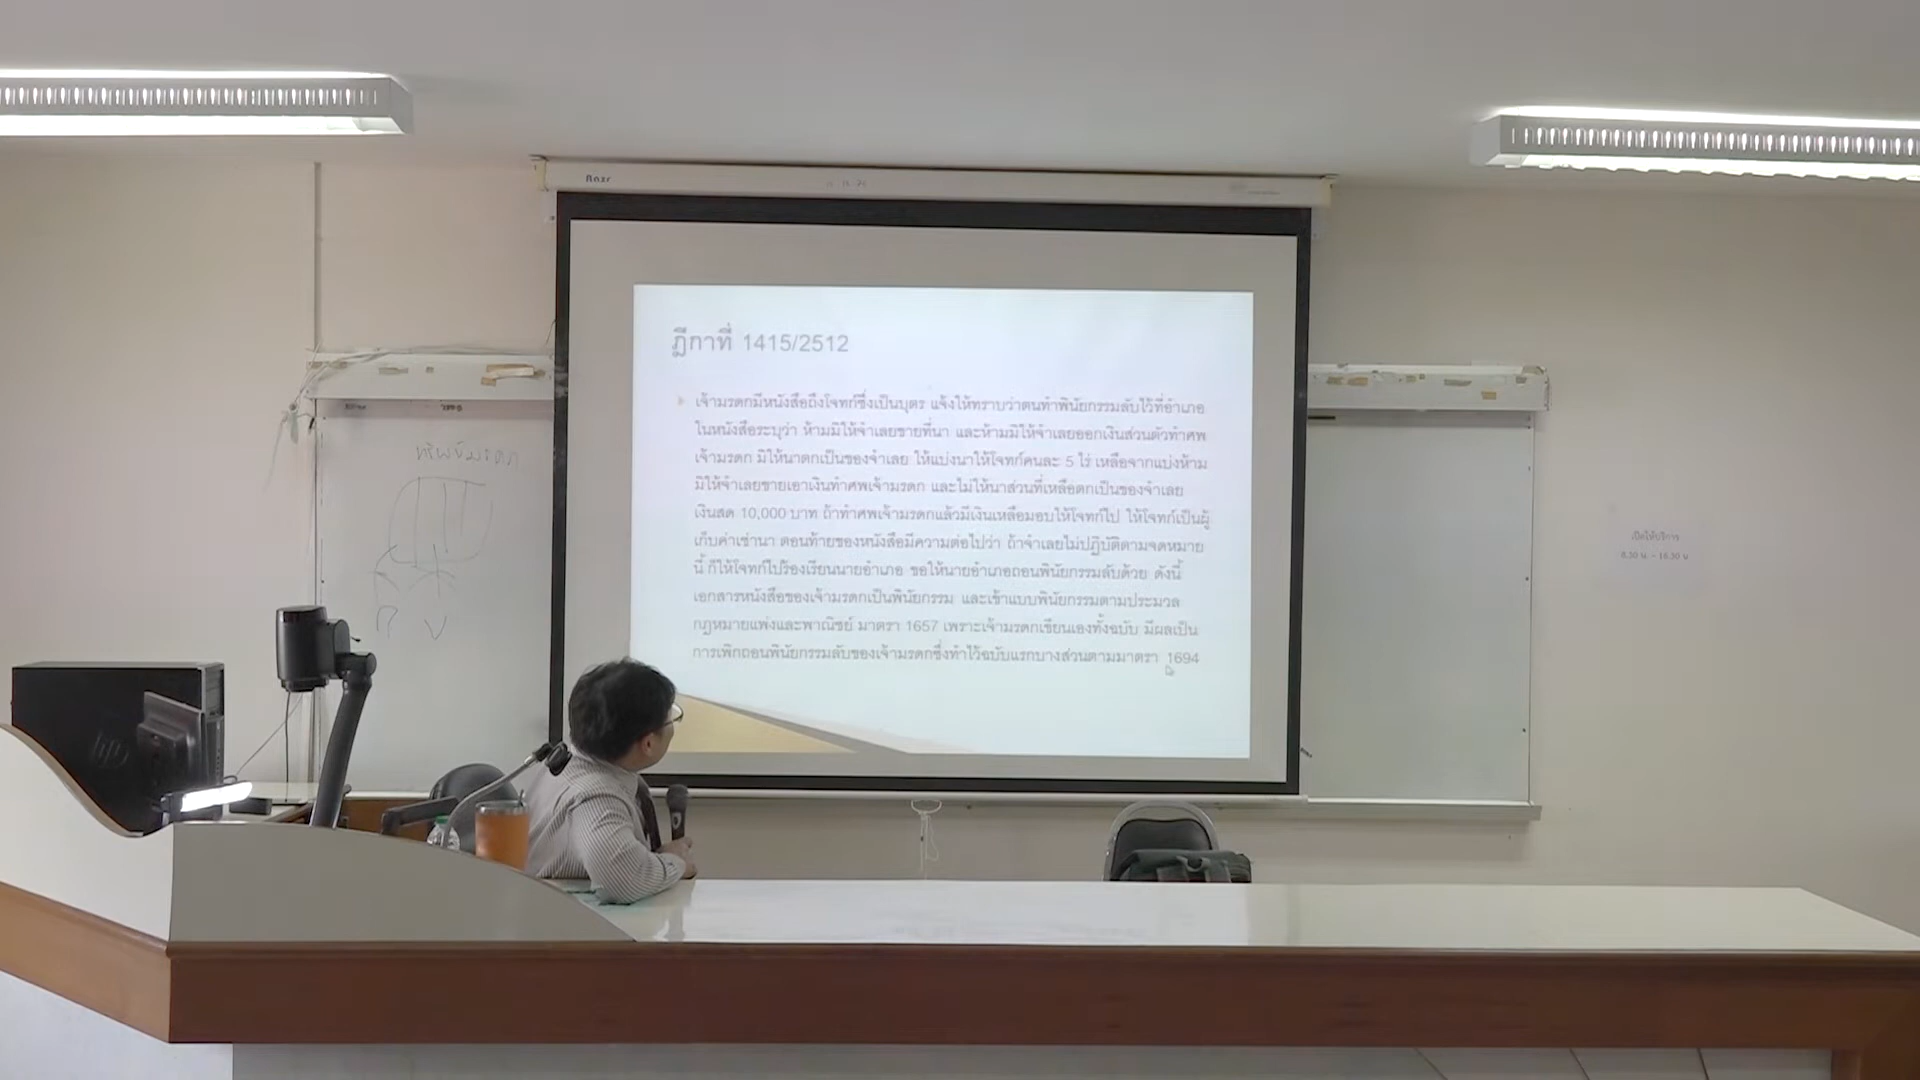 ฎีกาที่ 1415/2512
เจ้ามรดกมีหนังสือถึงโจทก์ซึ่งเป็นบุตร แจ้งให้ทราบว่าตนทำพินัยกรรมลับไว้ที่อำเภอ
ในหนังสือระบุว่า ห้ามมิให้จำเลยขายที่นา และห้ามมิให้จำเลยออกเงินส่วนตัวทำศพ
เจ้ามรดก มิให้นาตกเป็นของจำเลย ให้แบ่งนาให้โจทก์คนละ 5 ไร่ เหลือจากแบ่งห้าม
มิให้จำเลยขายเอาเงินทำศพเจ้ามรดก และไม่ให้นาส่วนที่เหลือตกเป็นของจำเลย
เงินสด 10,000 บาท ถ้าทำศพเจ้ามรดกแล้วมีเงินเหลือมอบให้โจทก์ไป ให้โจทก์เป็นผู้
เก็บค่าเช่านา ตอนท้ายของหนังสือมีความต่อไปว่า ถ้าจำเลยไม่ปฏิบัติตามจดหมาย
นี้ ก็ให้โจทก์ไปร้องเรียนนายอำเภอ ขอให้นายอำเภอถอนพินัยกรรมลับด้วย ดังนี้
เอกสารหนังสือของเจ้ามรดกเป็นพินัยกรรม และเข้าแบบพินัยกรรมตามประมวล
กฎหมายแพ่งและพาณิชย์ มาตรา 1657 เพราะเจ้ามรดกเขียนเองทั้งฉบับ มีผลเป็น
การเพิกถอนพินัยกรรมลับของเจ้ามรดกซึ่งทำไว้ฉบับแรกบางส่วนตามมาตรา 1694
เปิดให้บริการ
8.30 น. - 16.30 น.
hp